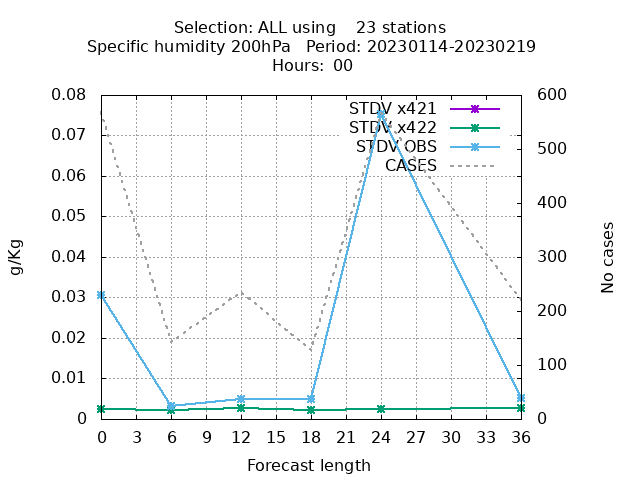 Selection: ALL using    23 stations
Specific humidity 200hPa   Period: 20230114-20230219
Hours:  00
STDV x421
STDV x422
STDV OBS
CASES
0.08
0.07
0.06
0.05
0.04
0.03
0.02
0.01
0
600
500
400
300
200
100
0
g/Kg
No cases
0 3 6 9 12 15 18 21 24 27 30 33 36
Forecast length